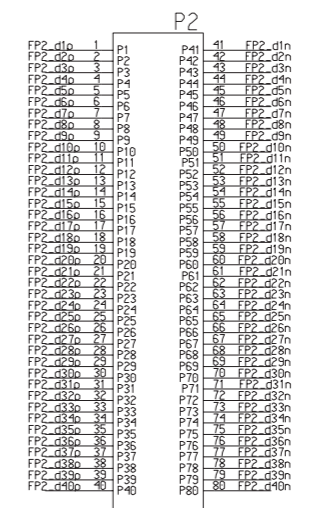 P2
FP2_d1p 1 P1 P41 41 FP2_d1n
FP2_d2p 2 P2 P42 42 FP2_d2n
FP2_d3p 3 P3 P43 43 FP2_d3n
FP2_d4p 4 P4 P44 44 FP2_d4n
FP2_d5p 5 P5 P45 45 FP2_d5n
FP2_d6p 6 P6 P46 46 FP2_d6n
FP2_d7p 7 P7 P47 47 FP2_d7n
FP2_d8p 8 P8 P48 48 FP2_d8n
FP2_d9p 9 P9 P49 49 FP2_d9n
FP2_d10p 10 P10 P50 50 FP2_d10n
FP2_d11p 11 P11 P51 51 FP2_d11n
FP2_d12p 12 P12 P52 52 FP2_d12n
FP2_d13p 13 P13 P53 53 FP2_d13n
FP2_d14p 14 P14 P54 54 FP2_d14n
FP2_d15p 15 P15 P55 55 FP2_d15n
FP2_d16p 16 P16 P56 56 FP2_d16n
FP2_d17p 17 P17 P57 57 FP2_d17n
FP2_d18p 18 P18 P58 58 FP2_d18n
FP2_d19p 19 P19 P59 59 FP2_d19n
FP2_d20p 20 P20 P60 60 FP2_d20n
FP2_d21p 21 P21 P61 61 FP2_d21n
FP2_d22p 22 P22 P62 62 FP2_d22n
FP2_d23p 23 P23 P63 63 FP2_d23n
FP2_d24p 24 P24 P64 64 FP2_d24n
FP2_d25p 25 P25 P65 65 FP2_d25n
FP2_d26p 26 P26 P66 66 FP2_d26n
FP2_d27p 27 P27 P67 67 FP2_d27n
FP2_d28p 28 P28 P68 68 FP2_d28n
FP2_d29p 29 P29 P69 69 FP2_d29n
FP2_d30p 30 P30 P70 70 FP2_d30n
FP2_d31p 31 P31 P71 71 FP2_d31n
FP2_d32p 32 P32 P72 72 FP2_d32n
FP2_d33p 33 P33 P73 73 FP2_d33n
FP2_d34p 34 P34 P74 74 FP2_d34n
FP2_d35p 35 P35 P75 75 FP2_d35n
FP2_d36p 36 P36 P76 76 FP2_d36n
FP2_d37p 37 P37 P77 77 FP2_d37n
FP2_d38p 38 P38 P78 78 FP2_d38n
FP2_d39p 39 P39 P79 79 FP2_d39n
FP2_d40p 40 P40 P80 80 FP2_d40n